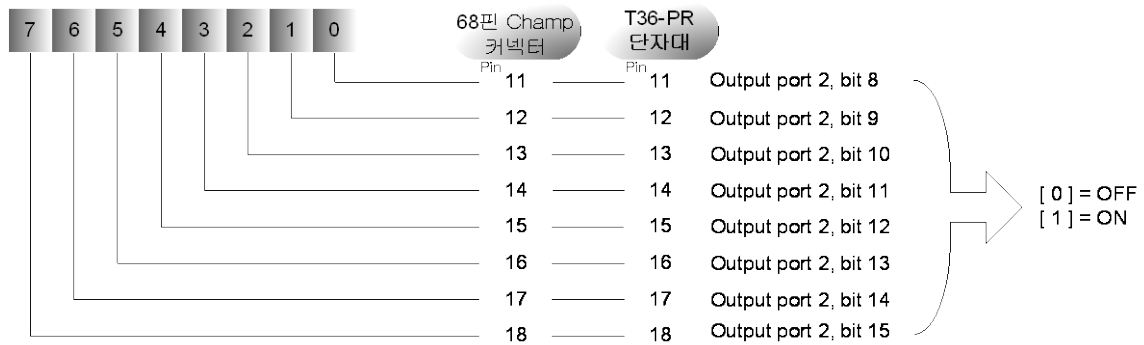 7 6 5 4 3 2 1 0
68핀 Champ
커넥터
T36-PR
단자대
Pin Pin
11 11 Output port 2, bit 8
12 12 Output port 2, bit 9
13 13 Output port 2, bit 10
14 14 Output port 2, bit 11
15 15 Output port 2, bit 12
16 16 Output port 2, bit 13
17 17 Output port 2, bit 14
18 18 Output port 2, bit 15
[ 0 ] = OFF
[ 1 ] = ON